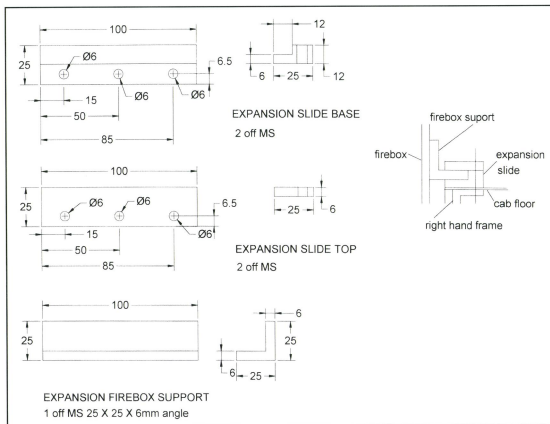 100
25
Ø6
Ø6
Ø6
6.5
15
50
85
12
6
25
12
EXPANSION SLIDE BASE
2 off MS
100
25
Ø6
Ø6
Ø6
6.5
15
50
85
25
6
EXPANSION SLIDE TOP
2 off MS
firebox suport
firebox
expansion
slide
cab floor
right hand frame
100
25
6
6
25
25
EXPANSION FIREBOX SUPPORT
1 off MS 25 X 25 X 6mm angle